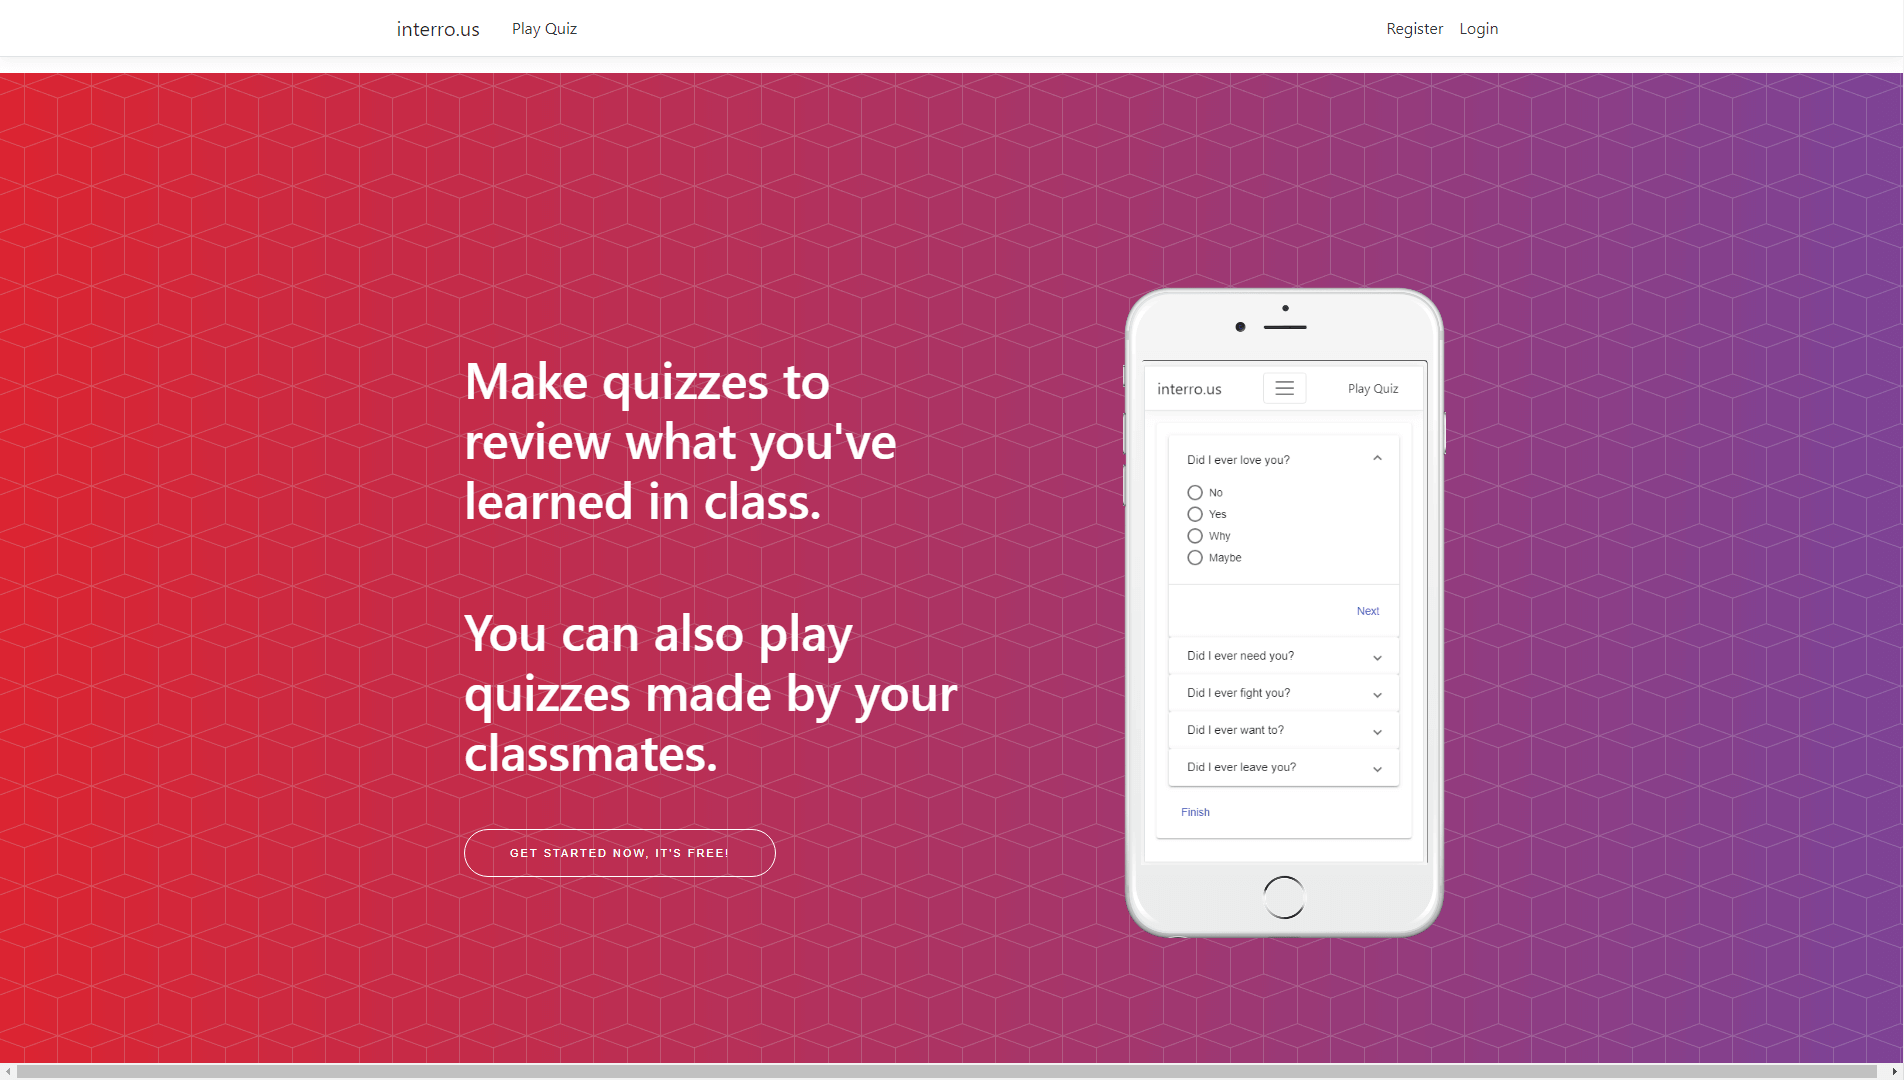 interro.us Play Quiz Register Login
Make quizzes to
review what you've
learned in class.
You can also play
quizzes made by your
classmates.
GET STARTED NOW, IT'S FREE!
interro.us Play Quiz
Did I ever love you?
No
Yes
Why
Maybe
Next
Did I ever need you?
Did I ever fight you?
Did I ever want to?
Did I ever leave you?
Finish